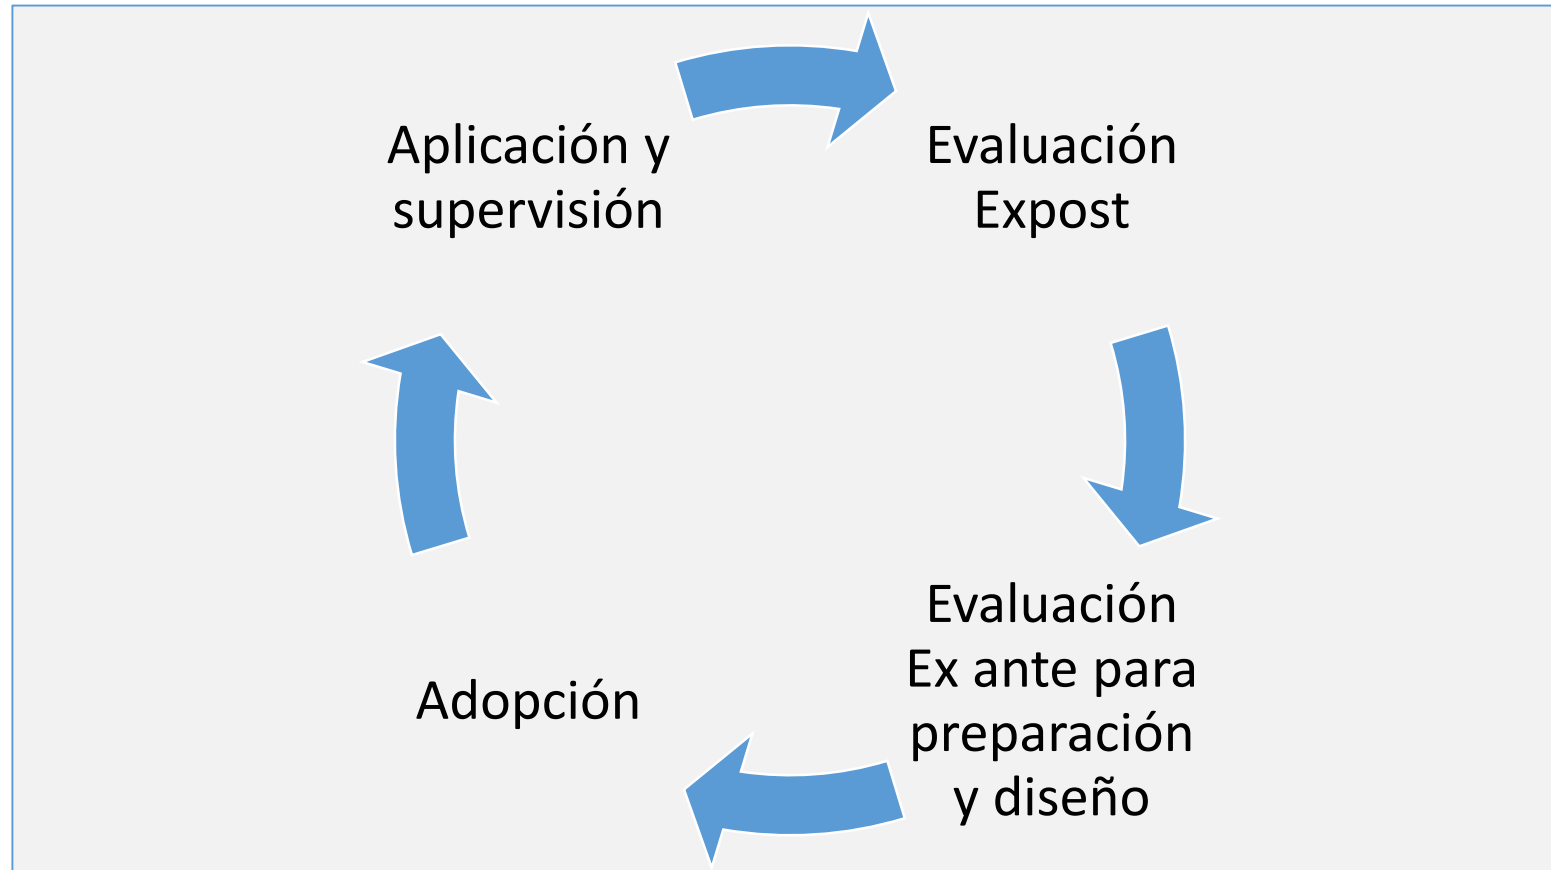 Aplicación y
supervisión
Evaluación
Expost
Evaluación
Ex ante para
preparación
y diseño
Adopción